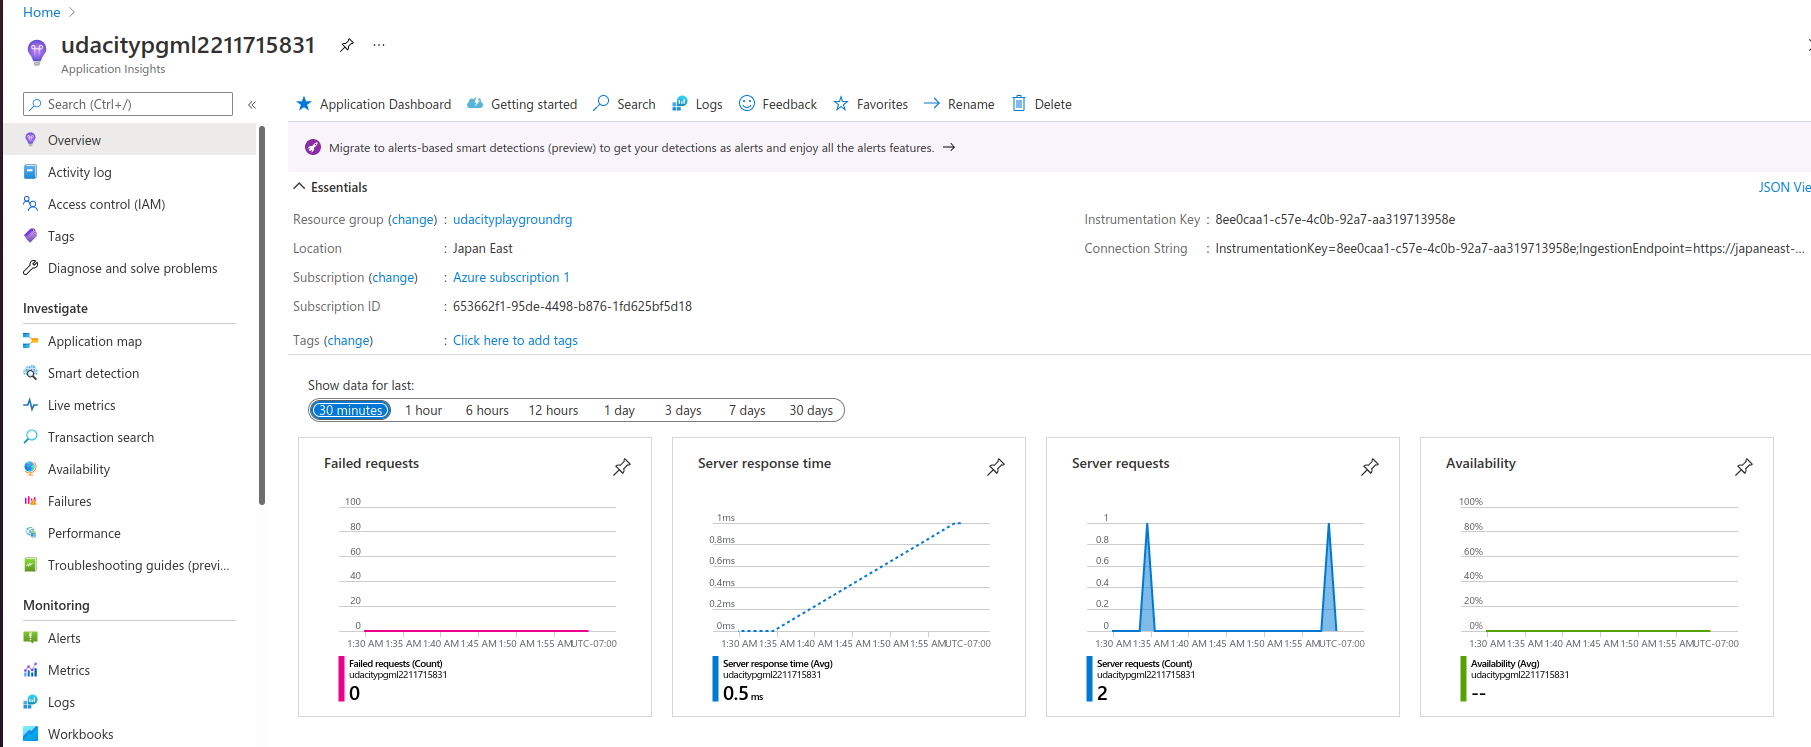 Home
udacitypgml2211715831
Application Insights
Search (Ctrl+/)
Overview
Activity log
Access control (IAM)
Tags
Diagnose and solve problems
Investigate
Application map
Smart detection
Live metrics
Transaction search
Availability
Failures
Performance
Troubleshooting guides (previ...
Monitoring
Alerts
Metrics
Logs
Workbooks
Application Dashboard Getting started Search Logs Feedback Favorites Rename Delete
Migrate to alerts-based smart detections (preview) to get your detections as alerts and enjoy all the alerts features.
Essentials
JSON Vie
Resource group (change) : udacityplaygroundrg
Location : Japan East
Subscription (change) : Azure subscription 1
Subscription ID : 653662f1-95de-4498-b876-1fd625bf5d18
Tags (change) : Click here to add tags
Instrumentation Key : 8ee0caa1-c57e-4c0b-92a7-aa319713958e
Connection String : InstrumentationKey=8ee0caa1-c57e-4c0b-92a7-aa319713958e;IngestionEndpoint=https://japaneast-...
Show data for last:
30 minutes 1 hour 6 hours 12 hours 1 day 3 days 7 days 30 days
Failed requests
100
80
60
40
20
0
1:30 AM 1:35 AM 1:40 AM 1:45 AM 1:50 AM 1:55 AM UTC-07:00
Failed requests (Count)
udacitypgml2211715831
0
Server response time
1ms
0.8ms
0.6ms
0.4ms
0.2ms
0ms
1:30 AM 1:35 AM 1:40 AM 1:45 AM 1:50 AM 1:55 AM UTC-07:00
Server response time (Avg)
udacitypgml2211715831
0.5 ms
Server requests
1
0.8
0.6
0.4
0.2
0
1:30 AM 1:35 AM 1:40 AM 1:45 AM 1:50 AM 1:55 AM UTC-07:00
Server requests (Count)
udacitypgml2211715831
2
Availability
100%
80%
60%
40%
20%
0%
1:30 AM 1:35 AM 1:40 AM 1:45 AM 1:50 AM 1:55 AM UTC-07:00
Availability (Avg)
udacitypgml2211715831
--